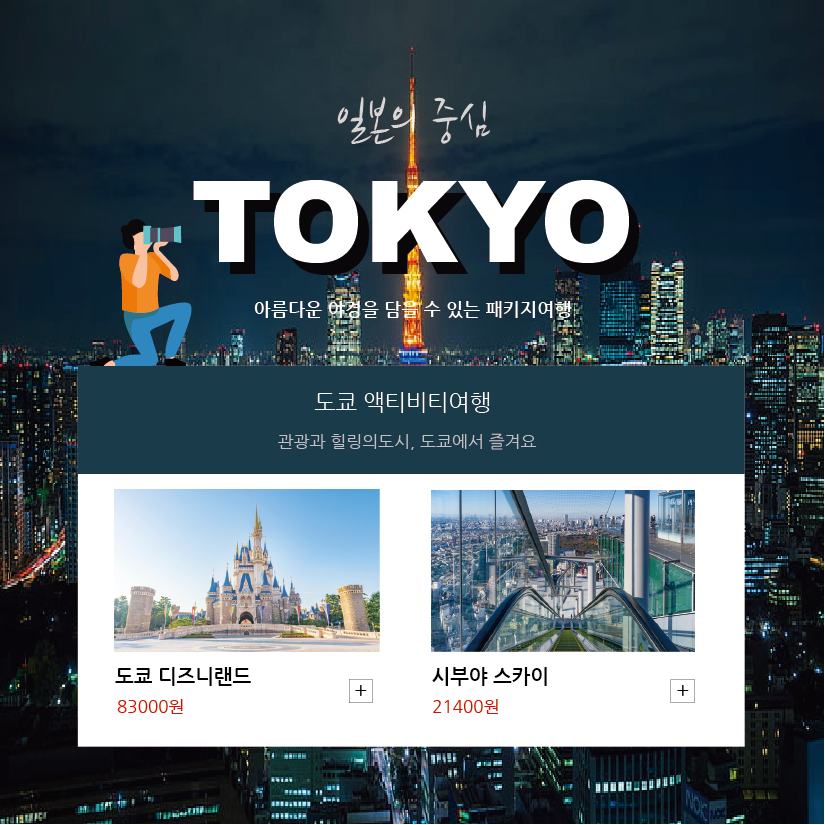 일본의 중심
TOKYO
아름다운 야경을 담을 수 있는 패키지여행
도쿄 액티비티여행
관광과 힐링의도시, 도쿄에서 즐겨요
도쿄 디즈니랜드
83000원
+
시부야 스카이
21400원
+